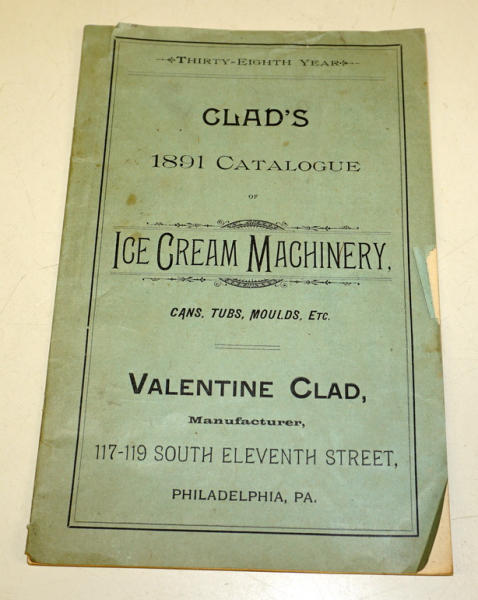 Thirty-Eighth Year
CLAD'S
1891 CATALOGUE
OF
ICE CREAM MACHINERY,
CANS, TUBS, MOULDS, ETC.
VALENTINE CLAD,
Manufacturer,
117-119 SOUTH ELEVENTH STREET,
PHILADELPHIA, PA.